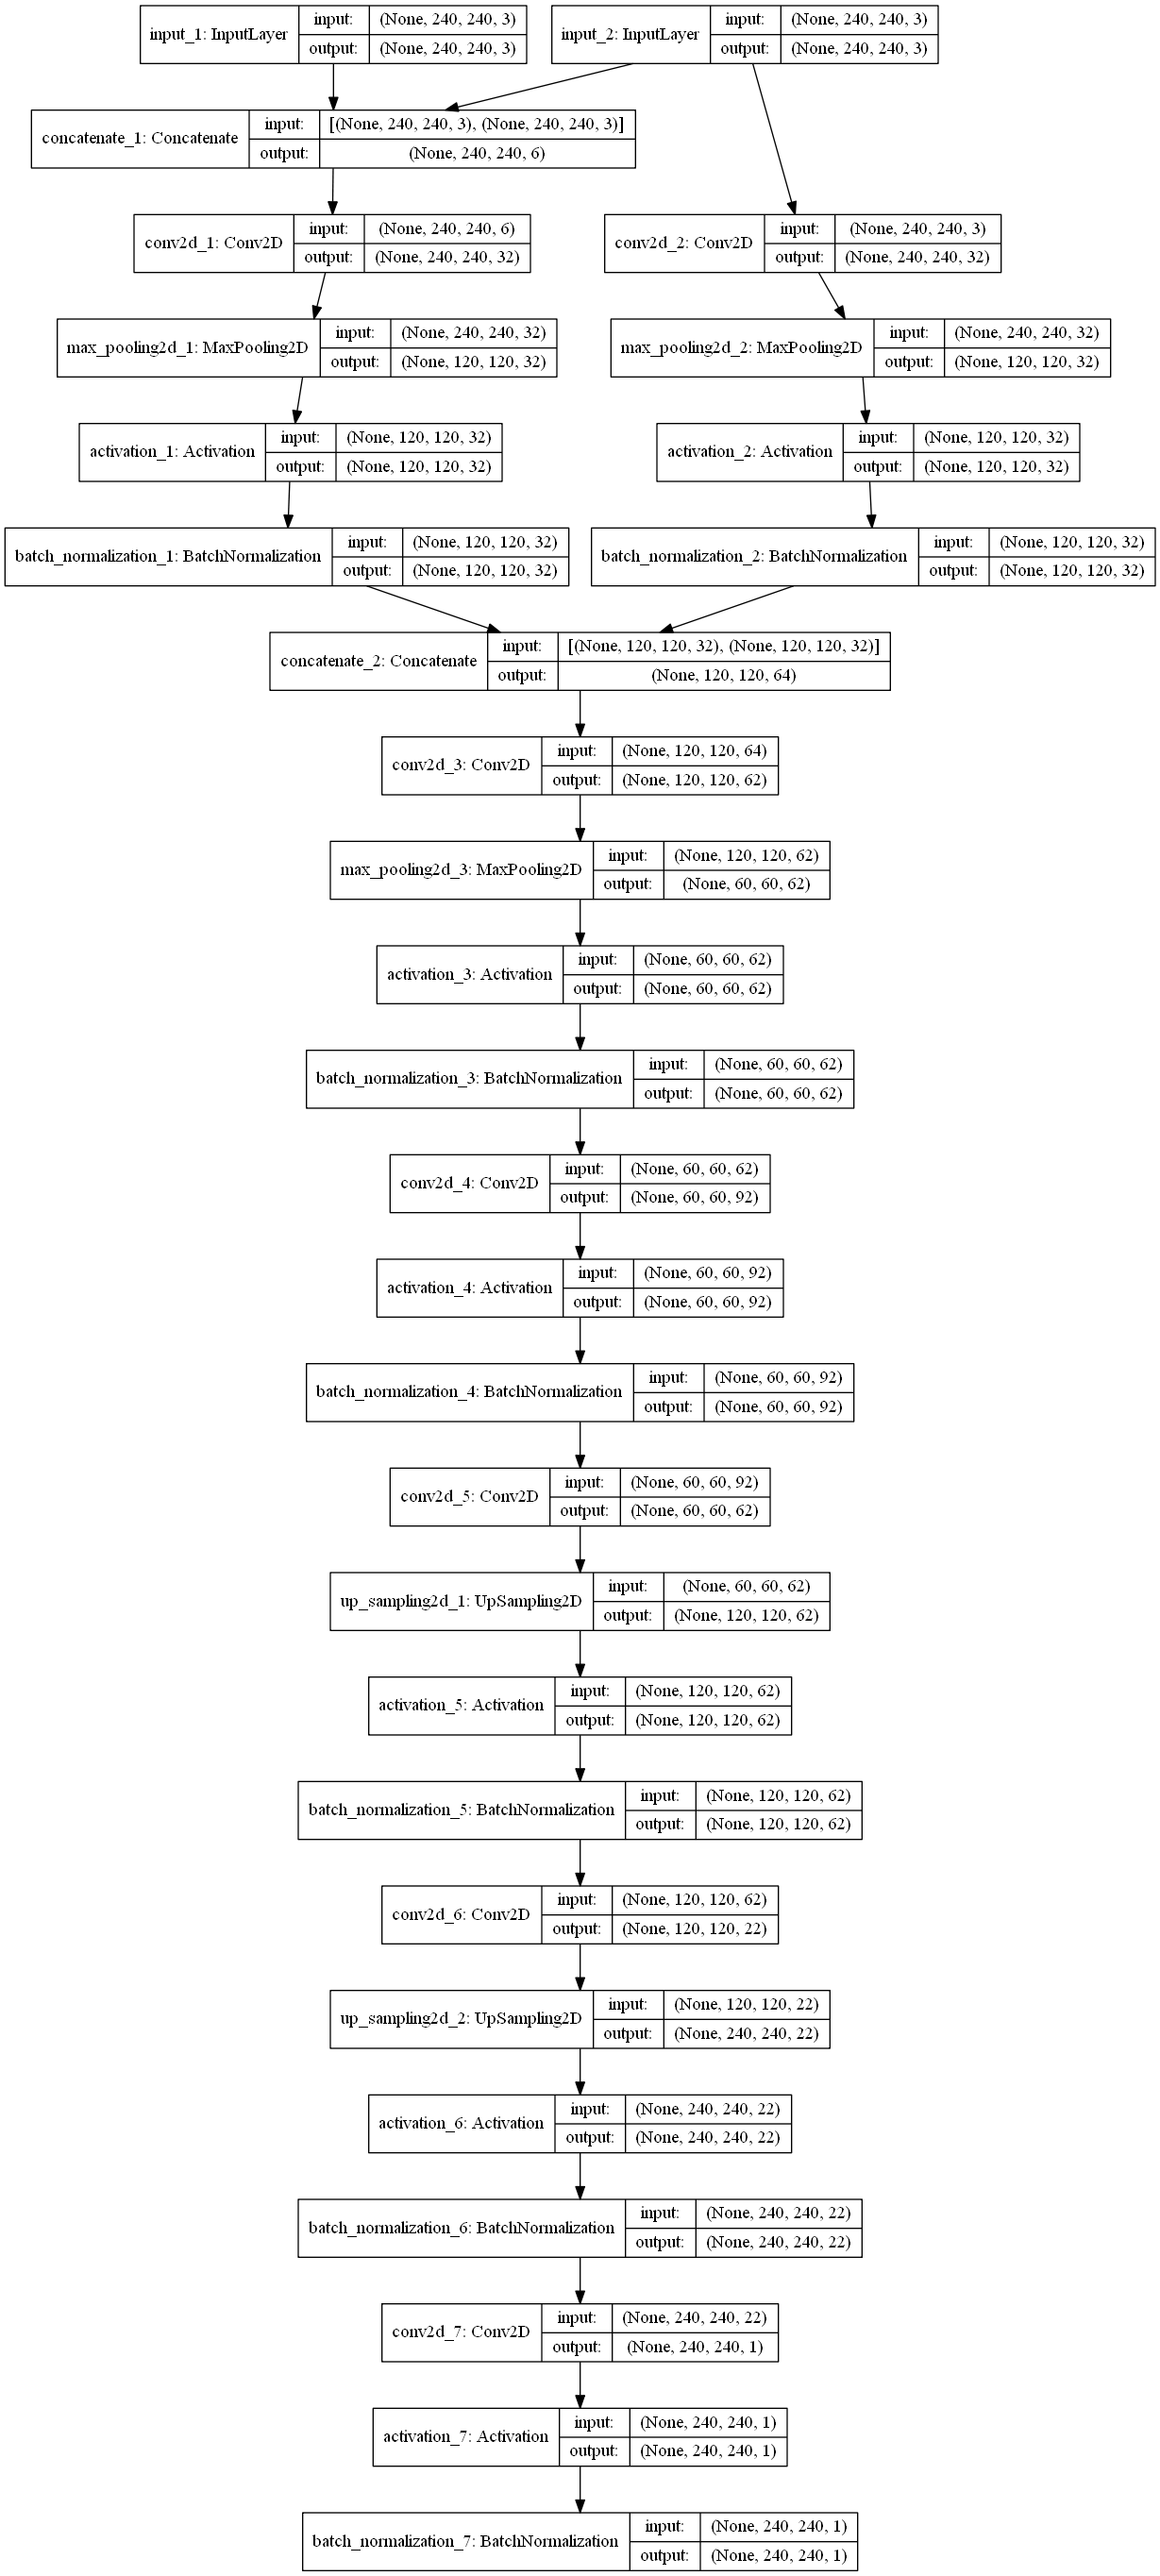 input_1: InputLayer
input: (None, 240, 240, 3)
output: (None, 240, 240, 3)
input_2: InputLayer
input: (None, 240, 240, 3)
output: (None, 240, 240, 3)
concatenate_1: Concatenate
input: [(None, 240, 240, 3), (None, 240, 240, 3)]
output: (None, 240, 240, 6)
conv2d_1: Conv2D
input: (None, 240, 240, 6)
output: (None, 240, 240, 32)
conv2d_2: Conv2D
input: (None, 240, 240, 3)
output: (None, 240, 240, 32)
max_pooling2d_1: MaxPooling2D
input: (None, 240, 240, 32)
output: (None, 120, 120, 32)
max_pooling2d_2: MaxPooling2D
input: (None, 240, 240, 32)
output: (None, 120, 120, 32)
activation_1: Activation
input: (None, 120, 120, 32)
output: (None, 120, 120, 32)
activation_2: Activation
input: (None, 120, 120, 32)
output: (None, 120, 120, 32)
batch_normalization_1: BatchNormalization
input: (None, 120, 120, 32)
output: (None, 120, 120, 32)
batch_normalization_2: BatchNormalization
input: (None, 120, 120, 32)
output: (None, 120, 120, 32)
concatenate_2: Concatenate
input: [(None, 120, 120, 32), (None, 120, 120, 32)]
output: (None, 120, 120, 64)
conv2d_3: Conv2D
input: (None, 120, 120, 64)
output: (None, 120, 120, 62)
max_pooling2d_3: MaxPooling2D
input: (None, 120, 120, 62)
output: (None, 60, 60, 62)
activation_3: Activation
input: (None, 60, 60, 62)
output: (None, 60, 60, 62)
batch_normalization_3: BatchNormalization
input: (None, 60, 60, 62)
output: (None, 60, 60, 62)
conv2d_4: Conv2D
input: (None, 60, 60, 62)
output: (None, 60, 60, 92)
activation_4: Activation
input: (None, 60, 60, 92)
output: (None, 60, 60, 92)
batch_normalization_4: BatchNormalization
input: (None, 60, 60, 92)
output: (None, 60, 60, 92)
conv2d_5: Conv2D
input: (None, 60, 60, 92)
output: (None, 60, 60, 62)
up_sampling2d_1: UpSampling2D
input: (None, 60, 60, 62)
output: (None, 120, 120, 62)
activation_5: Activation
input: (None, 120, 120, 62)
output: (None, 120, 120, 62)
batch_normalization_5: BatchNormalization
input: (None, 120, 120, 62)
output: (None, 120, 120, 62)
conv2d_6: Conv2D
input: (None, 120, 120, 62)
output: (None, 120, 120, 22)
up_sampling2d_2: UpSampling2D
input: (None, 120, 120, 22)
output: (None, 240, 240, 22)
activation_6: Activation
input: (None, 240, 240, 22)
output: (None, 240, 240, 22)
batch_normalization_6: BatchNormalization
input: (None, 240, 240, 22)
output: (None, 240, 240, 22)
conv2d_7: Conv2D
input: (None, 240, 240, 22)
output: (None, 240, 240, 1)
activation_7: Activation
input: (None, 240, 240, 1)
output: (None, 240, 240, 1)
batch_normalization_7: BatchNormalization
input: (None, 240, 240, 1)
output: (None, 240, 240, 1)